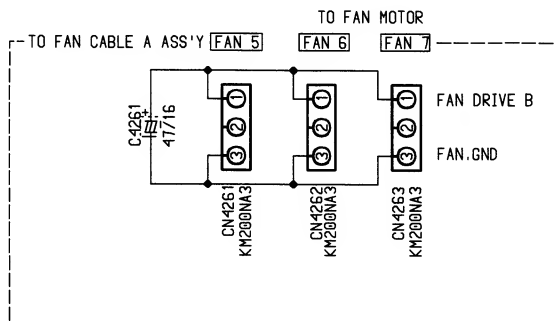 TO FAN MOTOR
TO FAN CABLE A ASS'Y FAN 5 FAN 6 FAN 7
C4261
+
47/16
1
2
3
CN4261
KM200NA3
1
2
3
CN4262
KM200NA3
1
2
3
CN4263
KM200NA3
FAN DRIVE B
FAN.GND